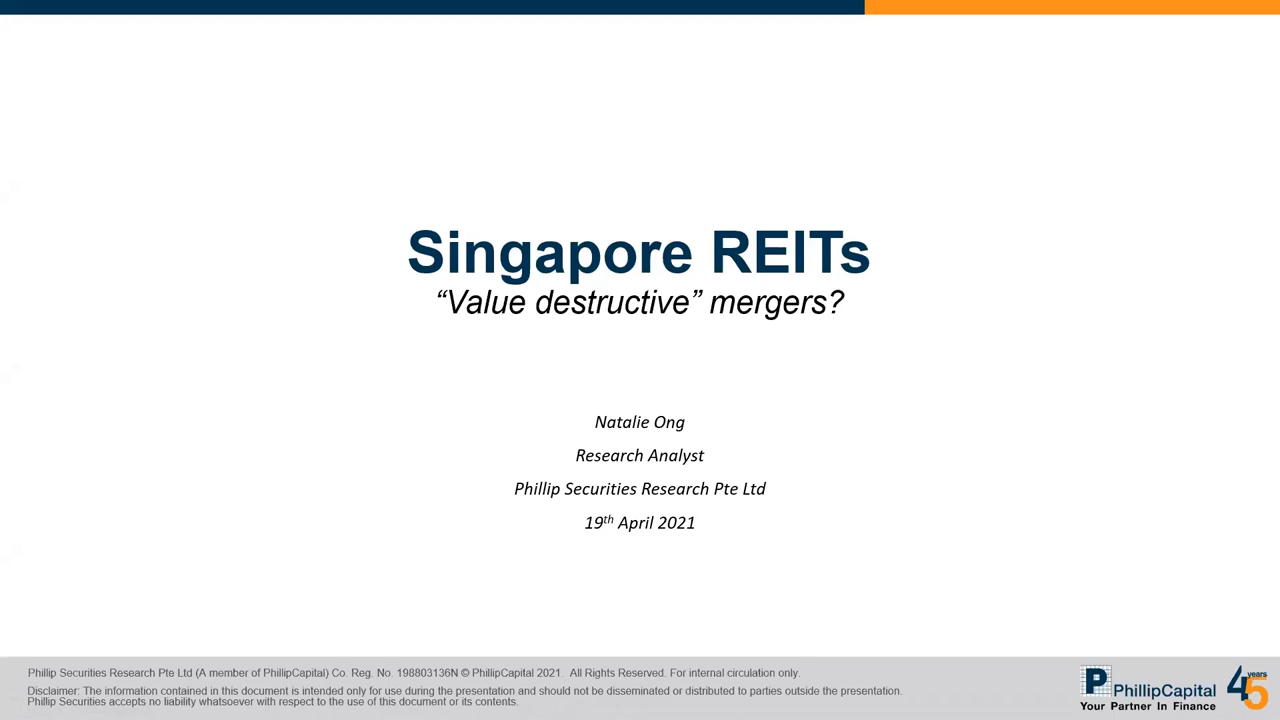 Singapore REITs
“Value destructive” mergers?
Natalie Ong
Research Analyst
Phillip Securities Research Pte Ltd
19th April 2021
Phillip Securities Research Pte Ltd (A member of PhillipCapital) Co. Reg. No. 198803136N © PhillipCapital 2021. All Rights Reserved. For internal circulation only.
Disclaimer: The information contained in this document is intended only for use during the presentation and should not be disseminated or distributed to parties outside the presentation.
Phillip Securities accepts no liability whatsoever with respect to the use of this document or its contents.
P PhillipCapital
Your Partner In Finance
45 years